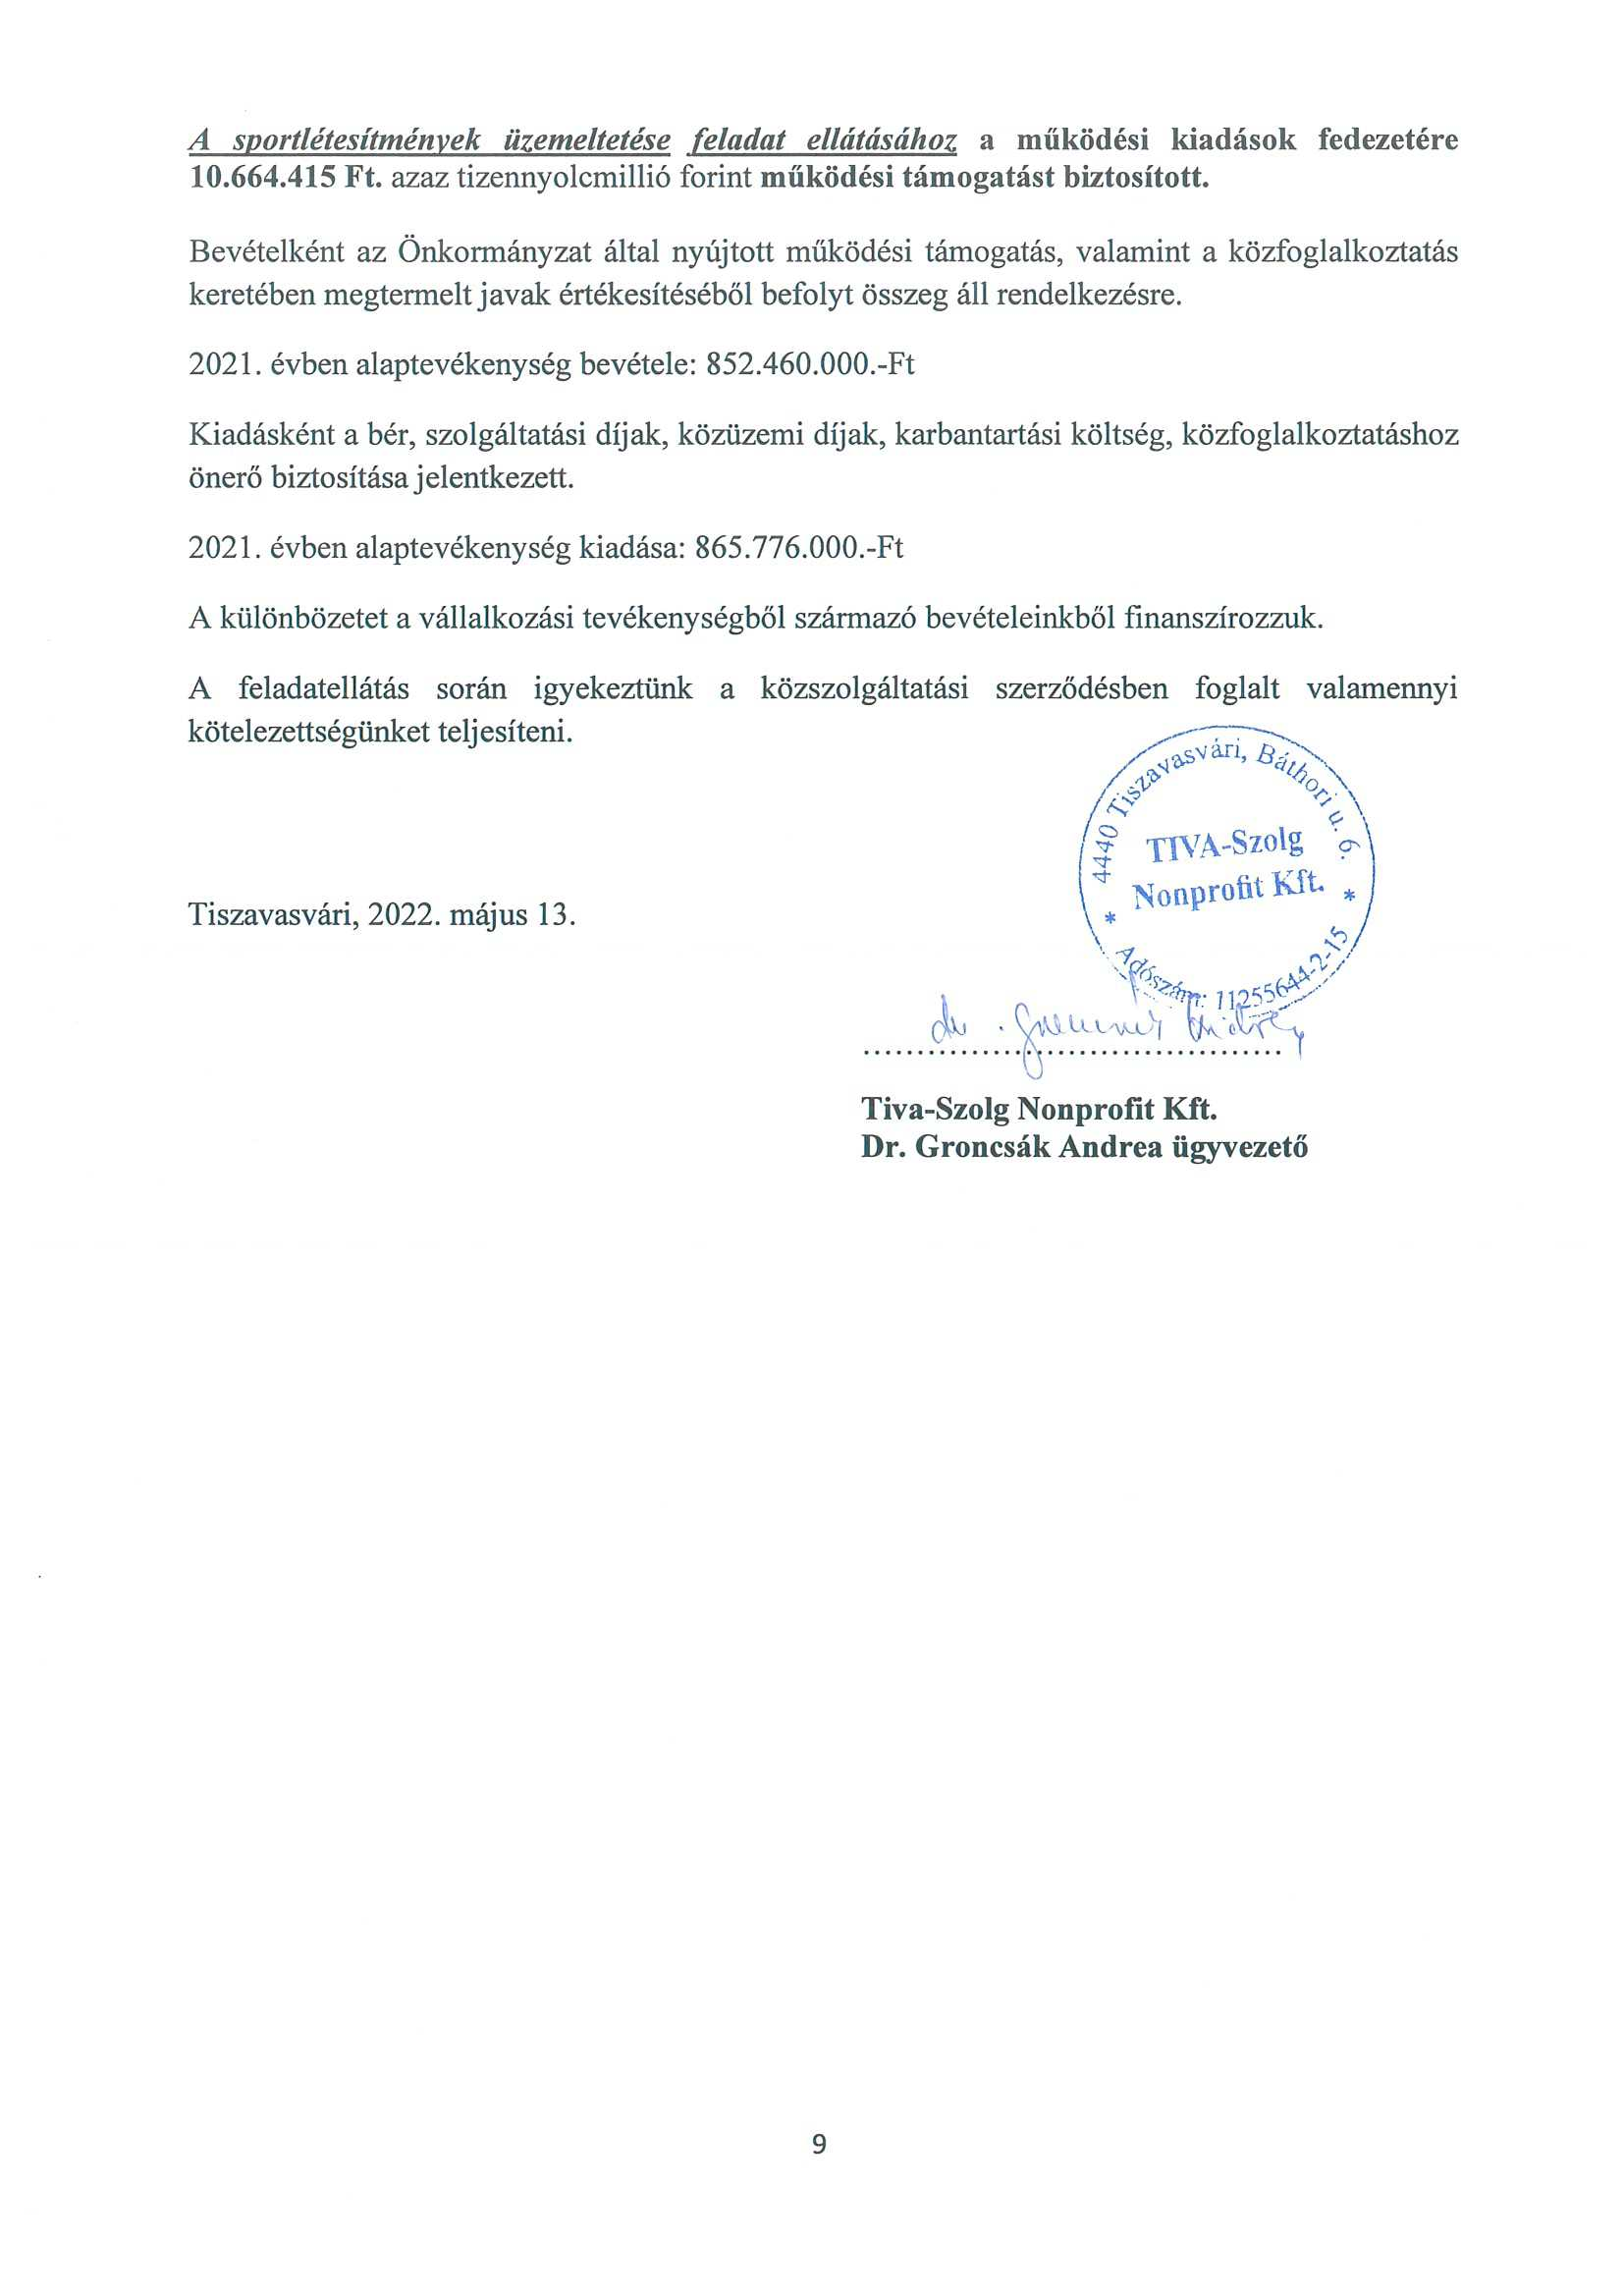 A sportlétesítmények üzemeltetése feladat ellátásához a működési kiadások fedezetére
10.664.415 Ft. azaz tizennyolcmillió forint működési támogatást biztosított.
Bevételként az Önkormányzat által nyújtott működési támogatás, valamint a közfoglalkoztatás
keretében megtermelt javak értékesítéséből befolyt összeg áll rendelkezésre.
2021. évben alaptevékenység bevétele: 852.460.000.-Ft
Kiadásként a bér, szolgáltatási díjak, közüzemi díjak, karbantartási költség, közfoglalkoztatáshoz
önerő biztosítása jelentkezett.
2021. évben alaptevékenység kiadása: 865.776.000.-Ft
A különbözetet a vállalkozási tevékenységből származó bevételeinkből finanszírozzuk.
A feladatellátás során igyekeztünk a közszolgáltatási szerződésben foglalt valamennyi
kötelezettségünket teljesíteni.
4440 Tiszavasvári, Báthori u. 6.
TIVA-Szolg
Nonprofit Kft.
* Adószám: 11255644-2-15 *
Tiszavasvári, 2022. május 13.
dr.
Tiva-Szolg Nonprofit Kft.
Dr. Groncsák Andrea ügyvezető
9